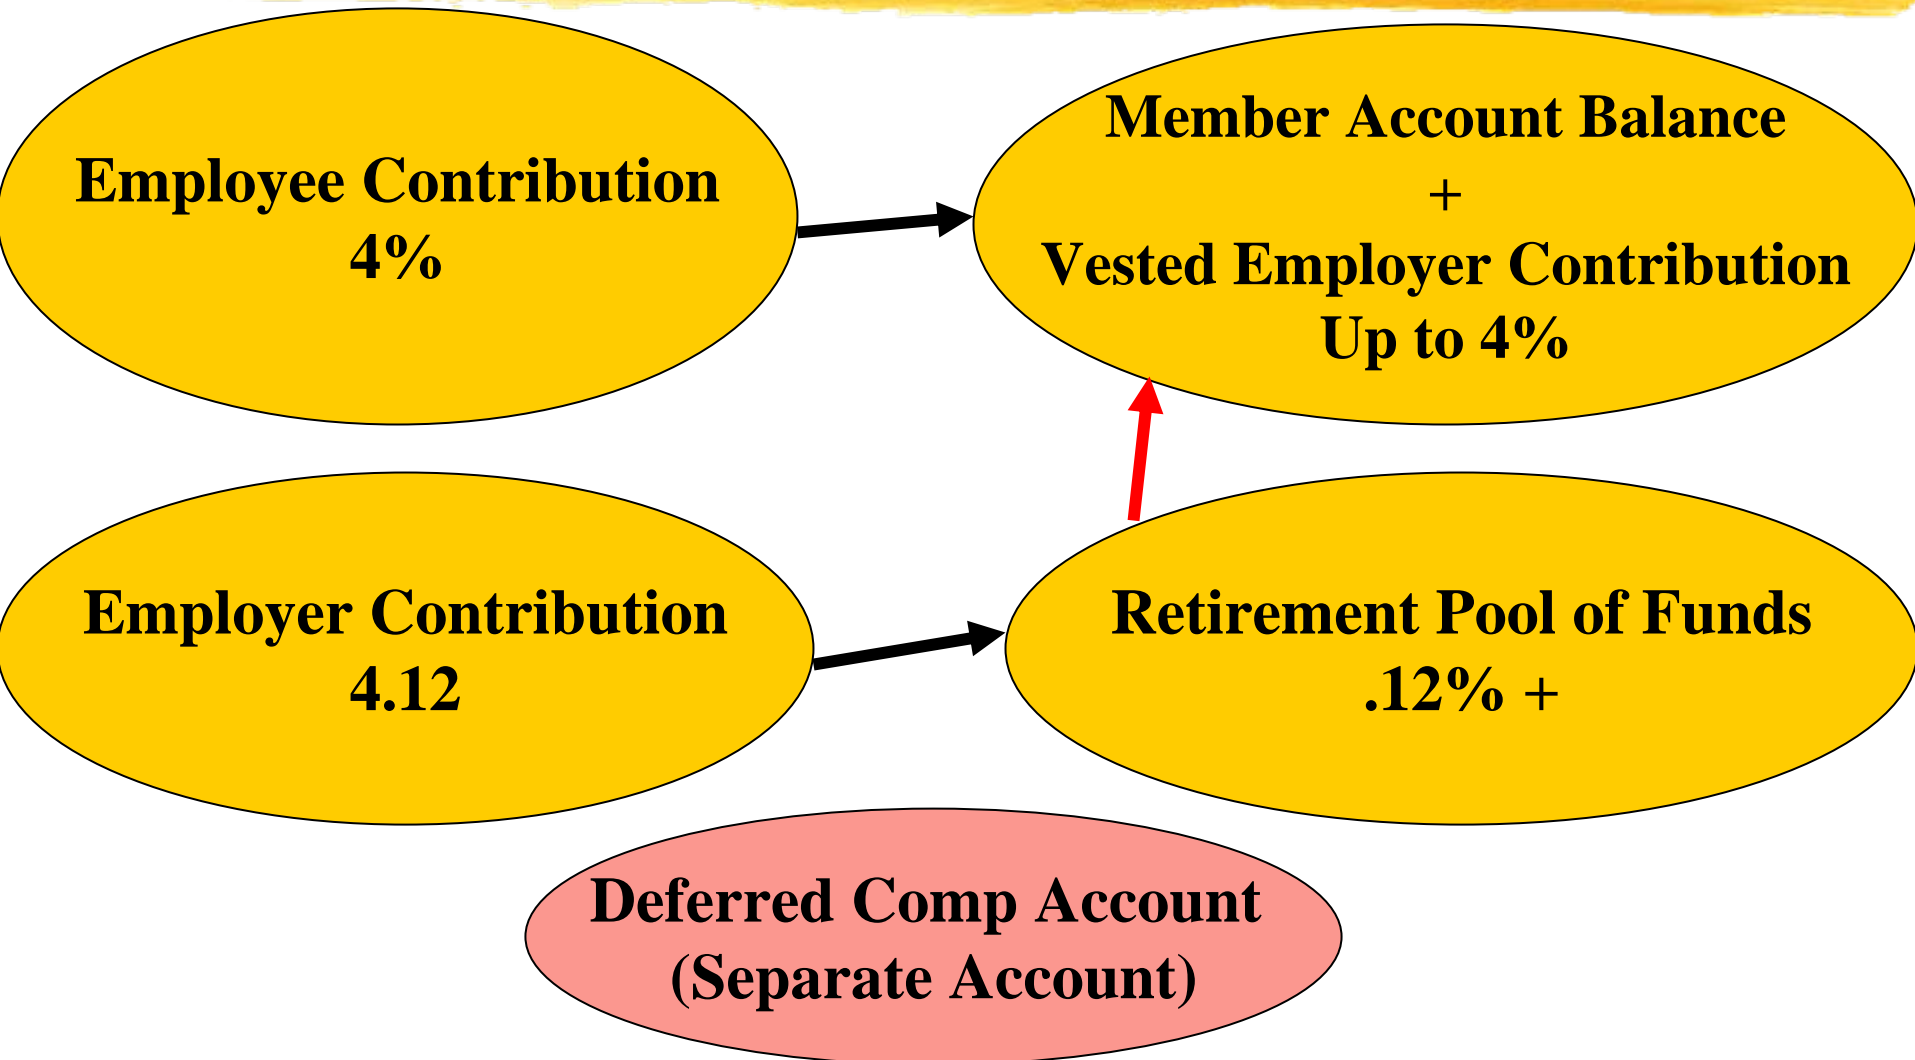 Employee Contribution
4%
Member Account Balance
+
Vested Employer Contribution
Up to 4%
Employer Contribution
4.12
Retirement Pool of Funds
.12% +
Deferred Comp Account
(Separate Account)